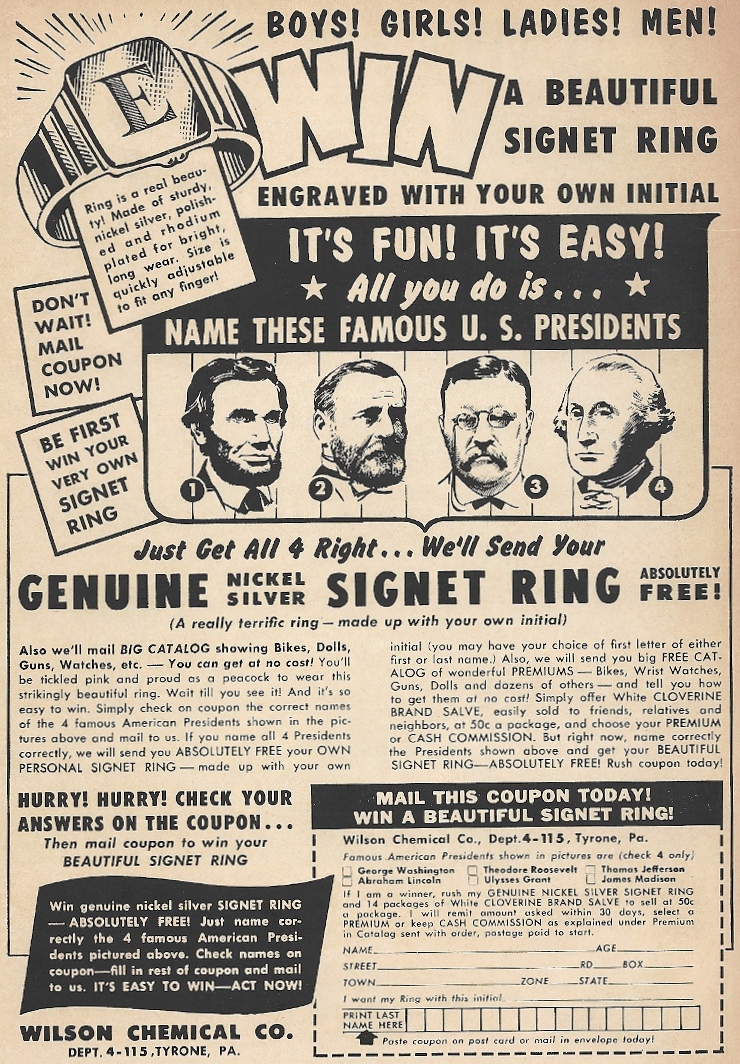 BOYS! GIRLS! LADIES! MEN!
WIN
A BEAUTIFUL
SIGNET RING
ENGRAVED WITH YOUR OWN INITIAL
E
Ring is a real beau-
ty! Made of sturdy,
nickel silver, polish-
ed and rhodium
plated for bright,
long wear. Size is
quickly adjustable
to fit any finger!
IT'S FUN! IT'S EASY!
★ All you do is... ★
NAME THESE FAMOUS U. S. PRESIDENTS
DON'T
WAIT!
MAIL
COUPON
NOW!
BE FIRST
WIN YOUR
VERY OWN
SIGNET
RING
1 2 3 4
Just Get All 4 Right... We'll Send Your
GENUINE NICKEL SILVER SIGNET RING ABSOLUTELY FREE!
(A really terrific ring — made up with your own initial)
Also we'll mail BIG CATALOG showing Bikes, Dolls,
Guns, Watches, etc. — You can get at no cost! You'll
be tickled pink and proud as a peacock to wear this
strikingly beautiful ring. Wait till you see it! And it's so
easy to win. Simply check on coupon the correct names
of the 4 famous American Presidents shown in the pic-
tures above and mail to us. If you name all 4 Presidents
correctly, we will send you ABSOLUTELY FREE your OWN
PERSONAL SIGNET RING — made up with your own
initial (you may have your choice of first letter of either
first or last name.) Also, we will send you big FREE CAT-
ALOG of wonderful PREMIUMS — Bikes, Wrist Watches,
Guns, Dolls and dozens of others — and tell you how
to get them at no cost! Simply offer White CLOVERINE
BRAND SALVE, easily sold to friends, relatives and
neighbors, at 50c a package, and choose your PREMIUM
or CASH COMMISSION. But right now, name correctly
the Presidents shown above and get your BEAUTIFUL
SIGNET RING—ABSOLUTELY FREE! Rush coupon today!
HURRY! HURRY! CHECK YOUR
ANSWERS ON THE COUPON...
Then mail coupon to win your
BEAUTIFUL SIGNET RING
Win genuine nickel silver SIGNET RING
— ABSOLUTELY FREE! Just name cor-
rectly the 4 famous American Presi-
dents pictured above. Check names on
coupon—fill in rest of coupon and mail
to us. IT'S EASY TO WIN—ACT NOW!
WILSON CHEMICAL CO.
DEPT. 4-115, TYRONE, PA.
MAIL THIS COUPON TODAY!
WIN A BEAUTIFUL SIGNET RING!
Wilson Chemical Co., Dept. 4-115, Tyrone, Pa.
Famous American Presidents shown in pictures are (check 4 only)
George Washington Theodore Roosevelt Thomas Jefferson
Abraham Lincoln Ulysses Grant James Madison
If I am a winner, rush my GENUINE NICKEL SILVER SIGNET RING
and 14 packages of White CLOVERINE BRAND SALVE to sell at 50c
a package. I will remit amount asked within 30 days, select a
PREMIUM or keep CASH COMMISSION as explained under Premium
in Catalog sent with order, postage paid to start.
NAME AGE
STREET RD BOX
TOWN ZONE STATE
I want my Ring with this initial
PRINT LAST
NAME HERE
Paste coupon on post card or mail in envelope today!